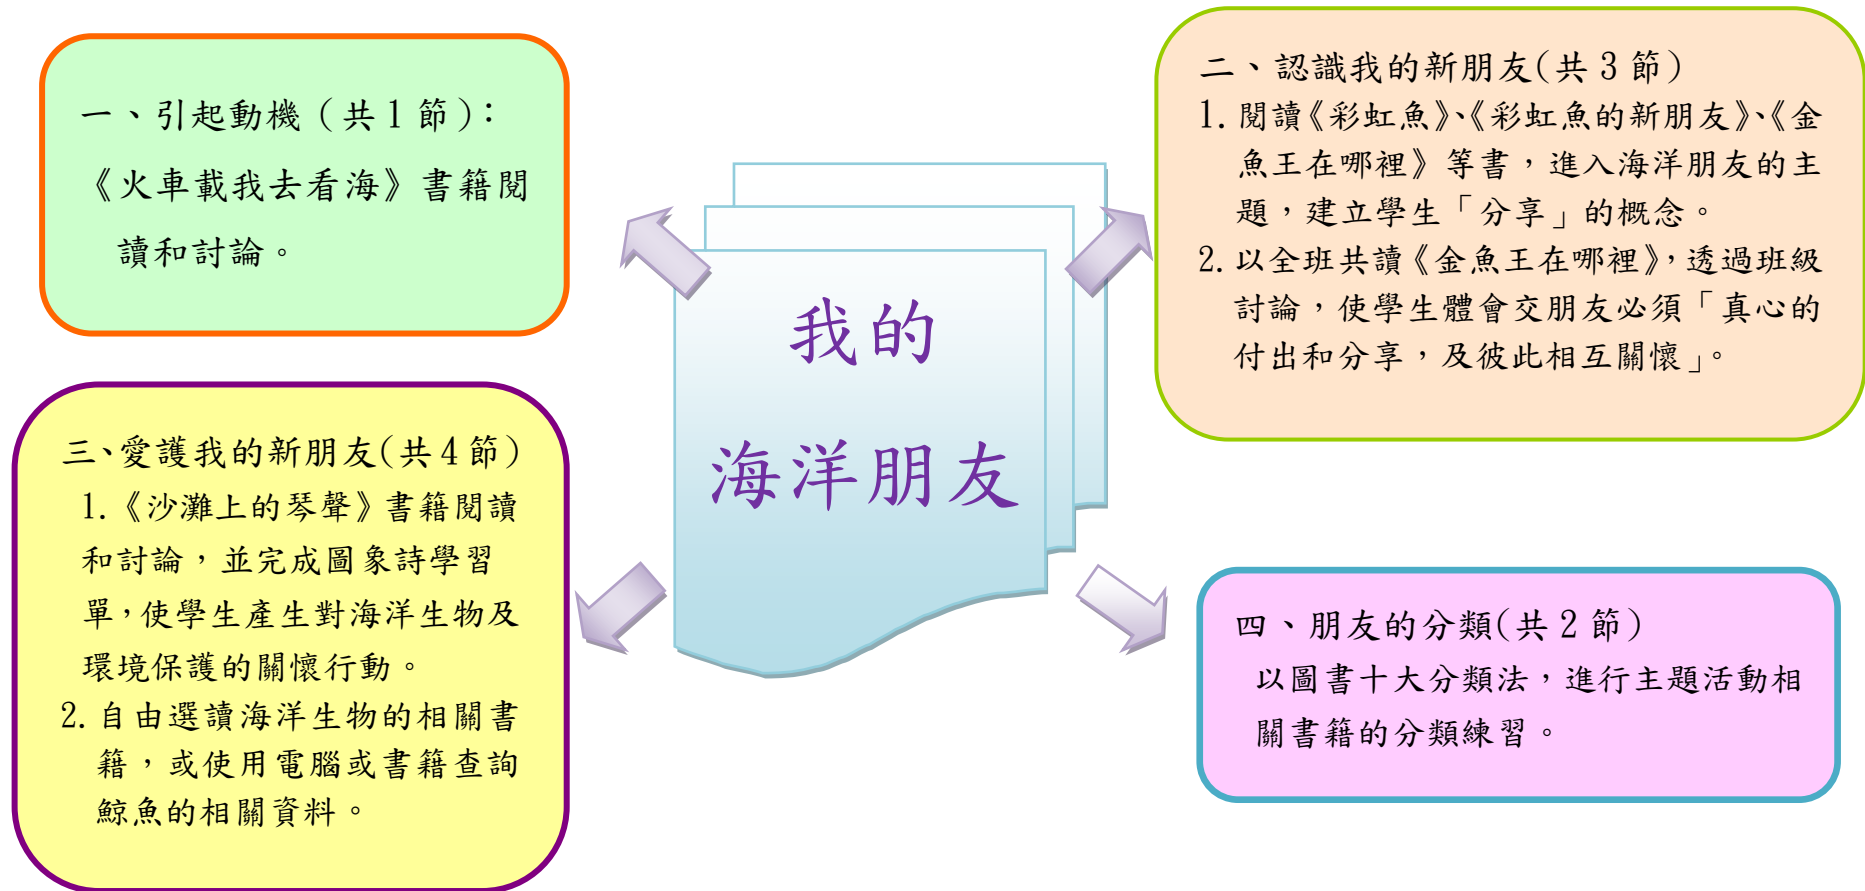 一、引起動機（共1節）：
《火車載我去看海》書籍閱
讀和討論。
二、認識我的新朋友(共3節)
1. 閱讀《彩虹魚》、《彩虹魚的新朋友》、《金
魚王在哪裡》等書，進入海洋朋友的主
題，建立學生「分享」的概念。
2. 以全班共讀《金魚王在哪裡》，透過班級
討論，使學生體會交朋友必須「真心的
付出和分享，及彼此相互關懷」。
我的
海洋朋友
三、愛護我的新朋友(共4節)
1.《沙灘上的琴聲》書籍閱讀
和討論，並完成圖象詩學習
單，使學生產生對海洋生物及
環境保護的關懷行動。
2. 自由選讀海洋生物的相關書
籍，或使用電腦或書籍查詢
鯨魚的相關資料。
四、朋友的分類(共2節)
以圖書十大分類法，進行主題活動相
關書籍的分類練習。